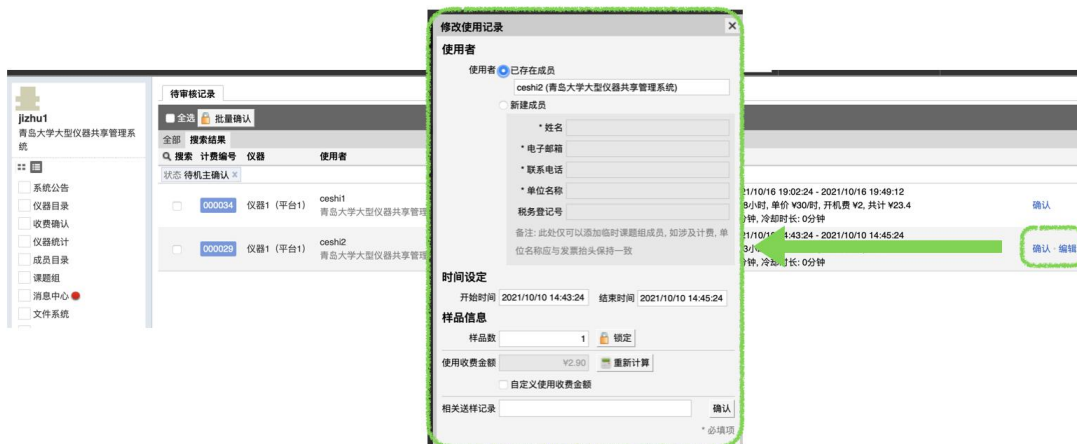 修改使用记录
使用者
使用者 已存在成员
ceshi2 (青岛大学大型仪器共享管理系统)
新建成员
* 姓名
* 电子邮箱
* 联系电话
* 单位名称
税务登记号
备注: 此处仅可以添加临时课题组成员, 如涉及计费, 单
位名称应与发票抬头保持一致
时间设定
开始时间 2021/10/10 14:43:24 结束时间 2021/10/10 14:45:24
样品信息
样品数 1 锁定
使用收费金额 ¥2.90 重新计算
自定义使用收费金额
相关送样记录 确认
* 必填项
jizhu1
青岛大学大型仪器共享管理系
统
系统公告
仪器目录
收费确认
仪器统计
成员目录
课题组
消息中心
文件系统
待审核记录
全选 批量确认
全部 搜索结果
搜索 计费编号 仪器 使用者
状态 待机主确认 ×
000034 仪器1（平台1） ceshi1
青岛大学大型仪器共享管理
21/10/16 19:02:24 - 2021/10/16 19:49:12
8小时, 单价 ¥30/时, 开机费 ¥2, 共计 ¥23.4
分钟, 冷却时长: 0分钟
确认
000029 仪器1（平台1） ceshi2
青岛大学大型仪器共享管理
- 2021/10/10 14:45:24
冷却时长: 0分钟
确认 · 编辑